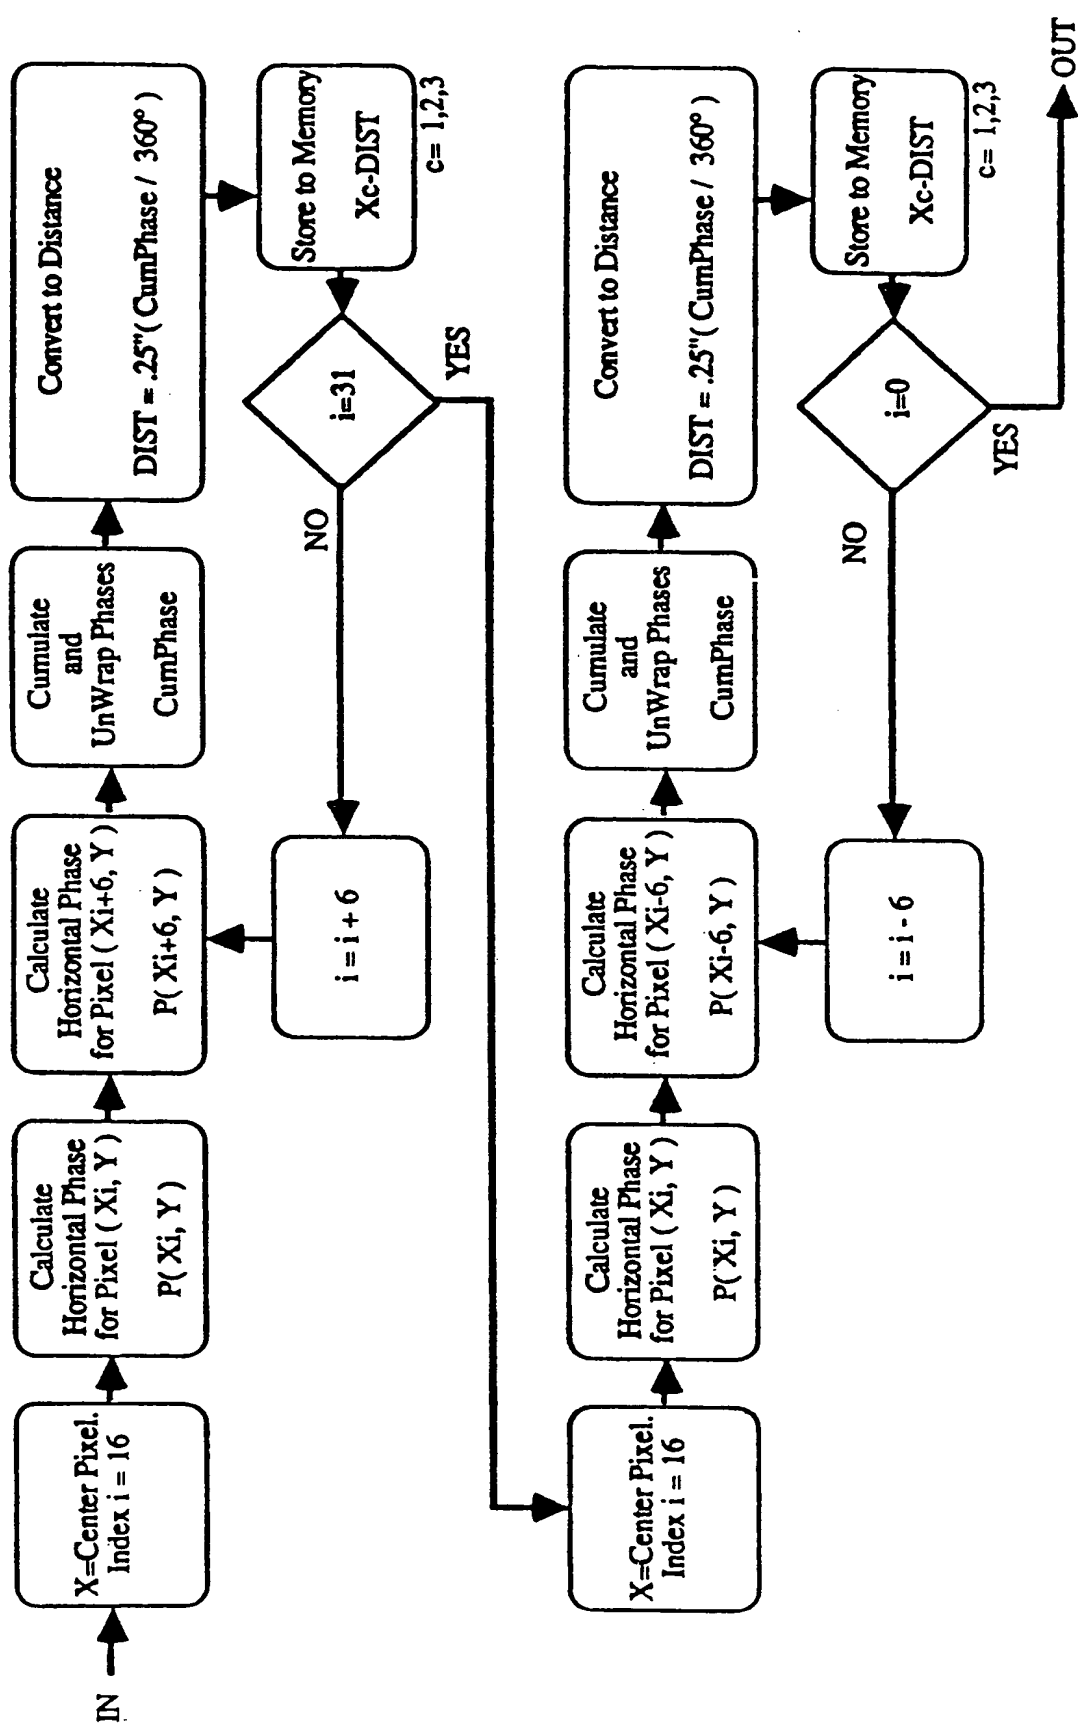 IN
X=Center Pixel.
Index i = 16
Calculate
Horizontal Phase
for Pixel ( Xi, Y )
P( Xi, Y )
Calculate
Horizontal Phase
for Pixel ( Xi+6, Y )
P( Xi+6, Y )
Cumulate
and
UnWrap Phases
CumPhase
Convert to Distance
DIST = .25"( CumPhase / 360° )
Store to Memory
Xc-DIST
c= 1,2,3
i=31
YES
NO
i = i + 6
X=Center Pixel.
Index i = 16
Calculate
Horizontal Phase
for Pixel ( Xi, Y )
P( Xi, Y )
Calculate
Horizontal Phase
for Pixel ( Xi-6, Y )
P( Xi-6, Y )
Cumulate
and
UnWrap Phases
CumPhase
Convert to Distance
DIST = .25"( CumPhase / 360° )
Store to Memory
Xc-DIST
c= 1,2,3
i=0
YES
NO
i = i - 6
OUT